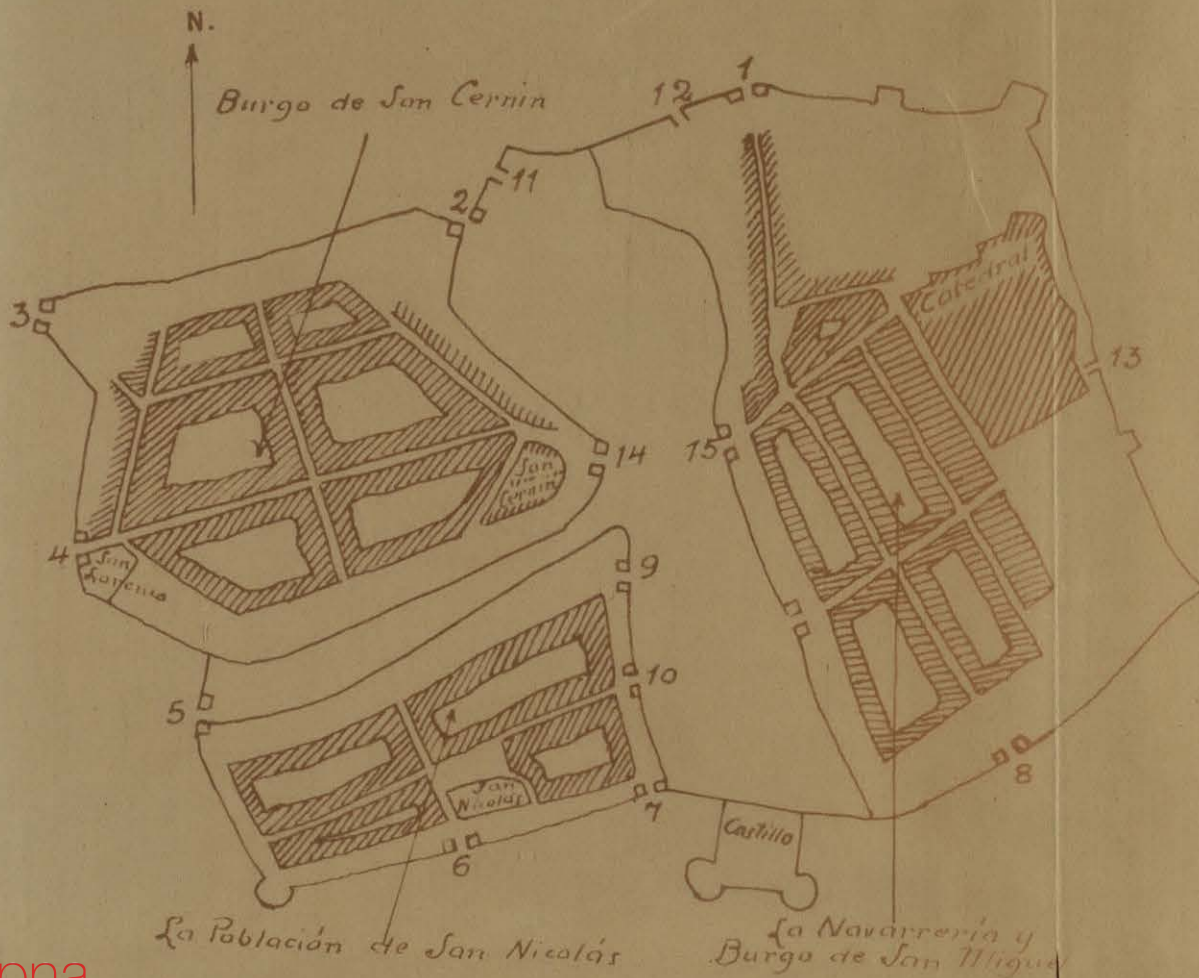 N.
Burgo de San Cernin
1
12
11
2
3
Catedral
13
14
15
San
Cernin
4
San
Lorenzo
9
10
5
San
Nicolás
7
8
6
Castillo
La Población de San Nicolás
La Navarrería y
Burgo de San Miguel